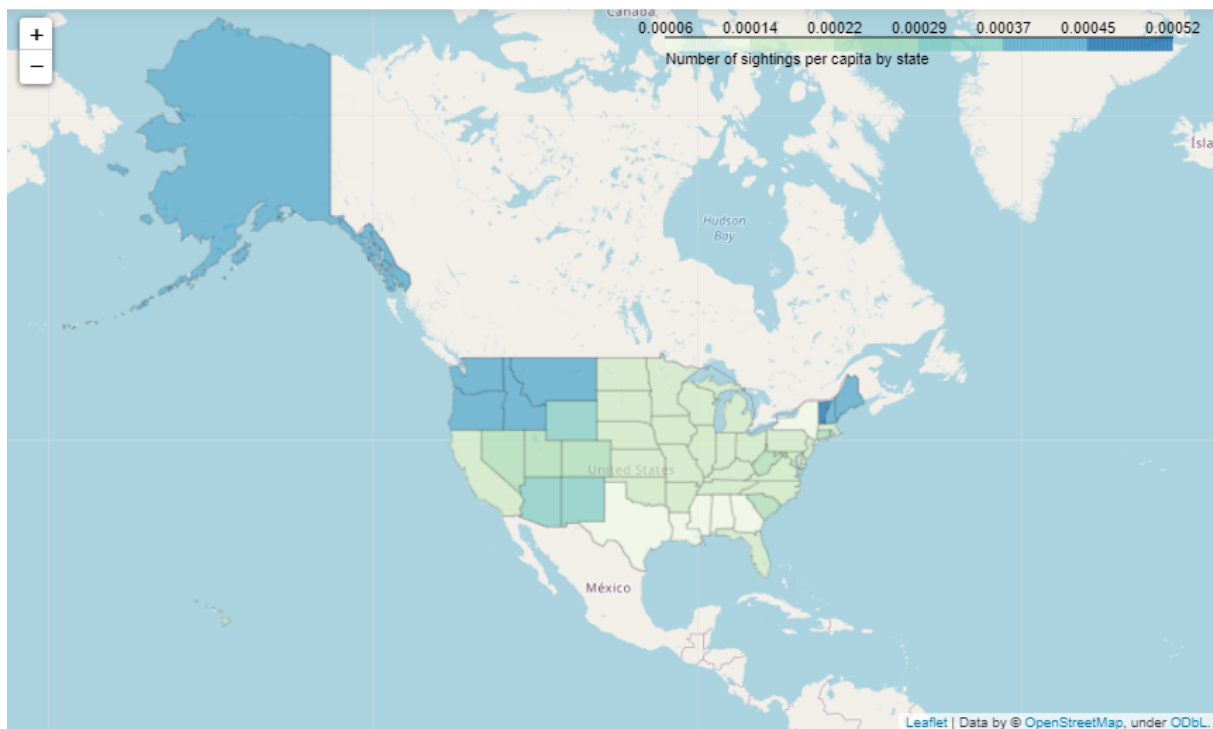 +
−
Canada
0.00006 0.00014 0.00022 0.00029 0.00037 0.00045 0.00052
Number of sightings per capita by state
Ísla
Hudson
Bay
United States
México
Leaflet | Data by © OpenStreetMap, under ODbL.